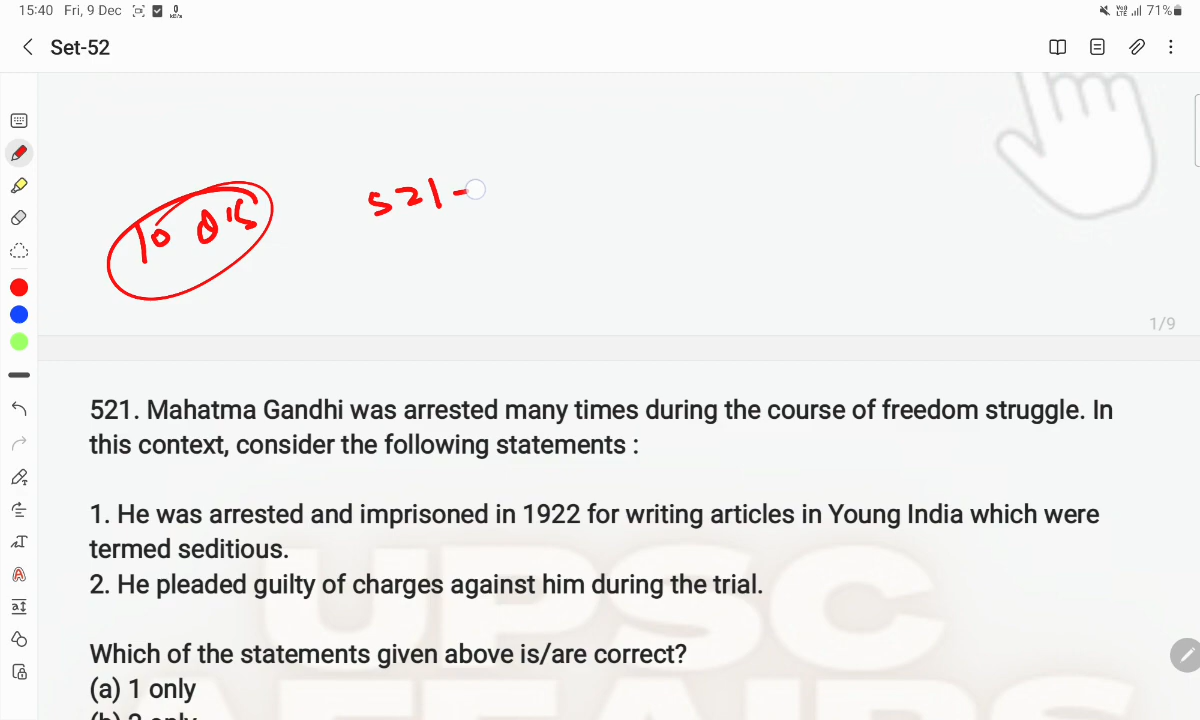 15:40 Fri, 9 Dec 71%
Set-52
10 Q's 521-
1/9
521. Mahatma Gandhi was arrested many times during the course of freedom struggle. In
this context, consider the following statements :
1. He was arrested and imprisoned in 1922 for writing articles in Young India which were
termed seditious.
2. He pleaded guilty of charges against him during the trial.
UPSC
Which of the statements given above is/are correct?
(a) 1 only
AFFAIRS